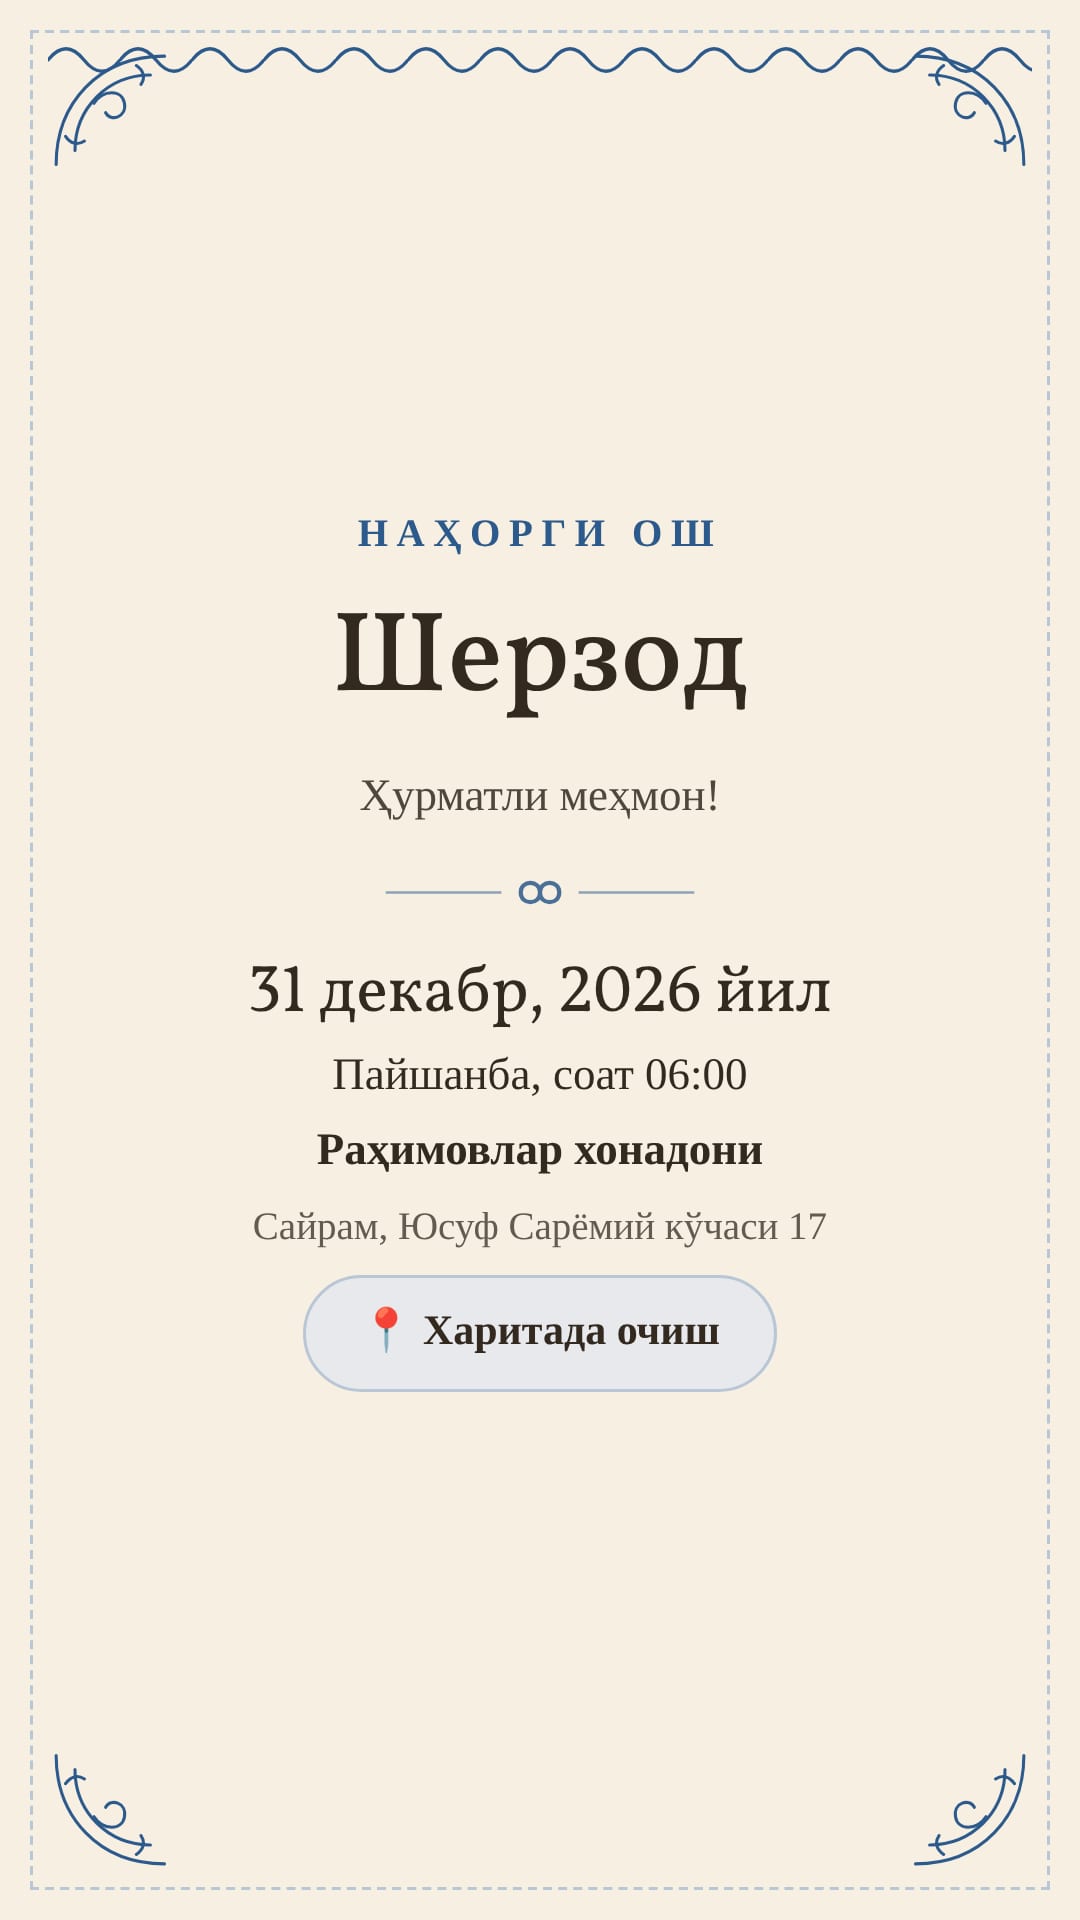 НАҲОРГИ ОШ
Шерзод
Ҳурматли меҳмон!
31 декабр, 2026 йил
Пайшанба, соат 06:00
Раҳимовлар хонадони
Сайрам, Юсуф Сарёмий кўчаси 17
📍 Харитада очиш